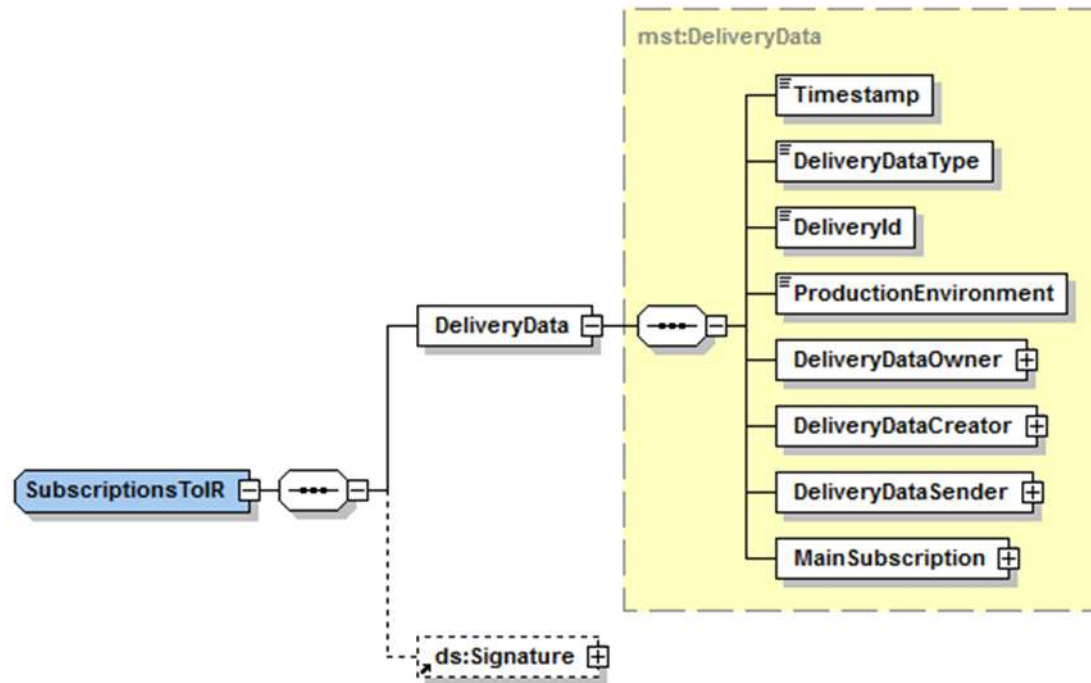 mst:DeliveryData
Timestamp
DeliveryDataType
DeliveryId
ProductionEnvironment
DeliveryData
DeliveryDataOwner
DeliveryDataCreator
SubscriptionsToIR
DeliveryDataSender
MainSubscription
ds:Signature